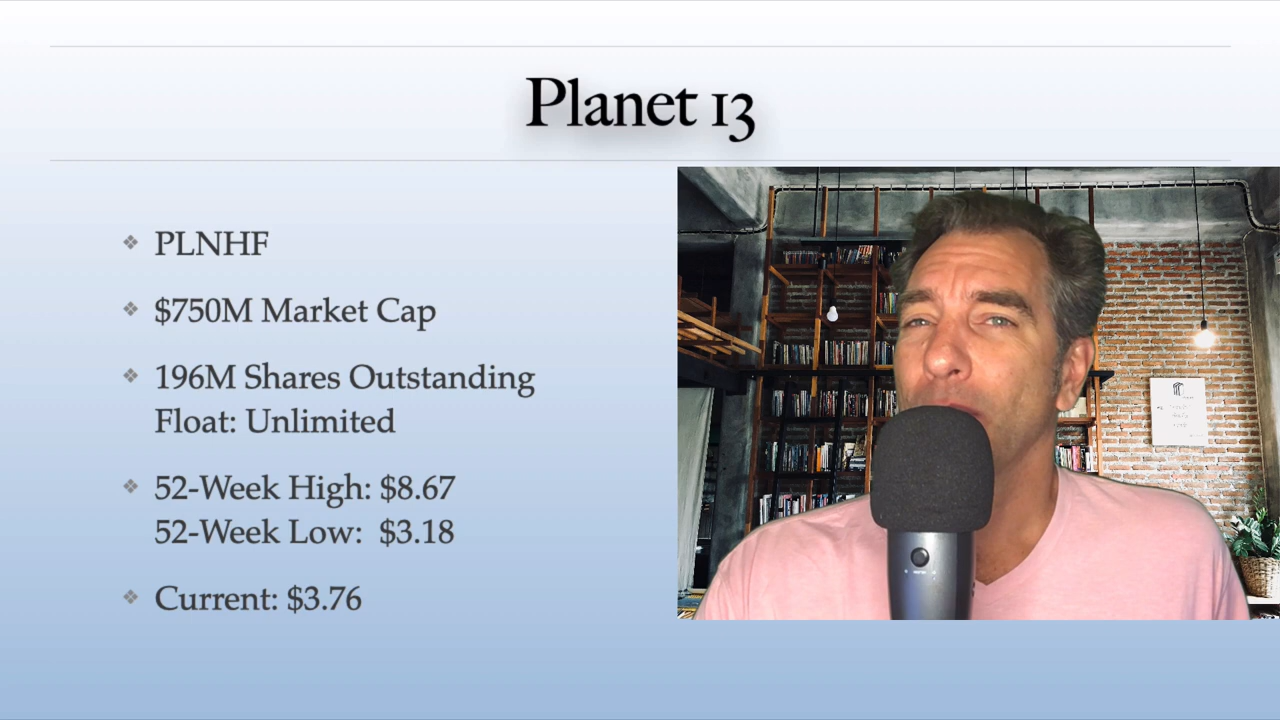 Planet 13
PLNHF
$750M Market Cap
196M Shares Outstanding
Float: Unlimited
52-Week High: $8.67
52-Week Low: $3.18
Current: $3.76